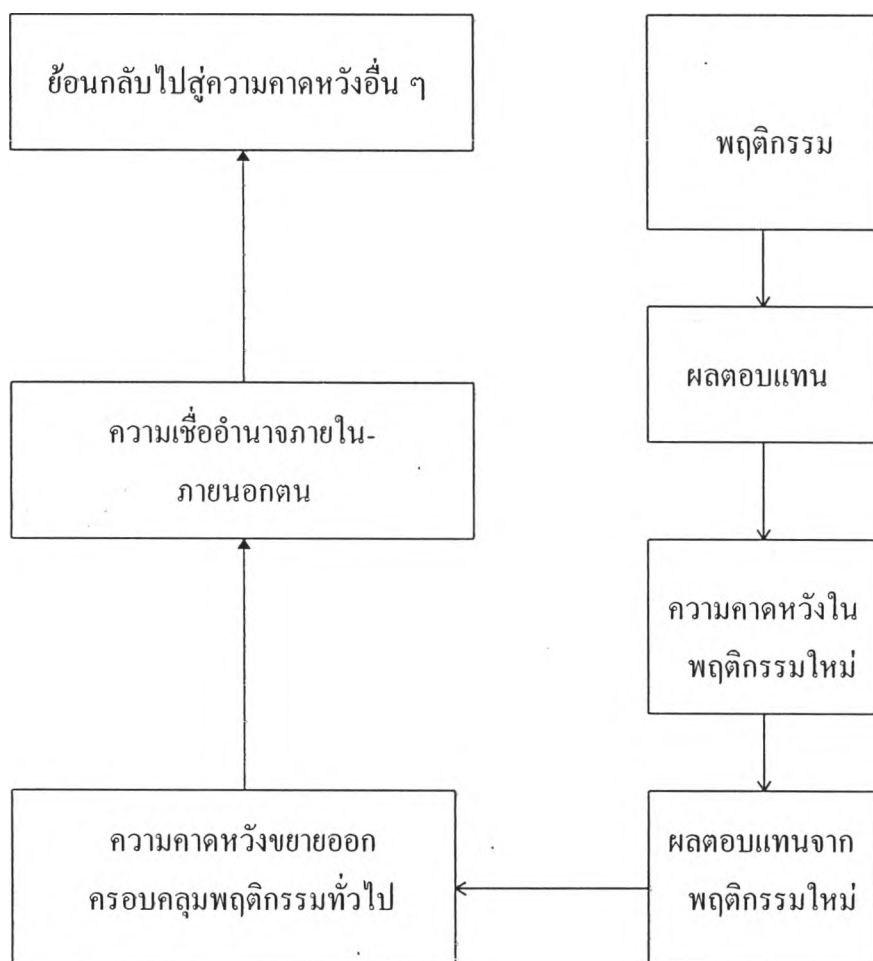 ย้อนกลับไปสู่ความคาดหวังอื่น ๆ
พฤติกรรม
ผลตอบแทน
ความเชื่ออำนาจภายใน-
ภายนอกตน
ความคาดหวังใน
พฤติกรรมใหม่
ความคาดหวังขยายออก
ครอบคลุมพฤติกรรมทั่วไป
ผลตอบแทนจาก
พฤติกรรมใหม่